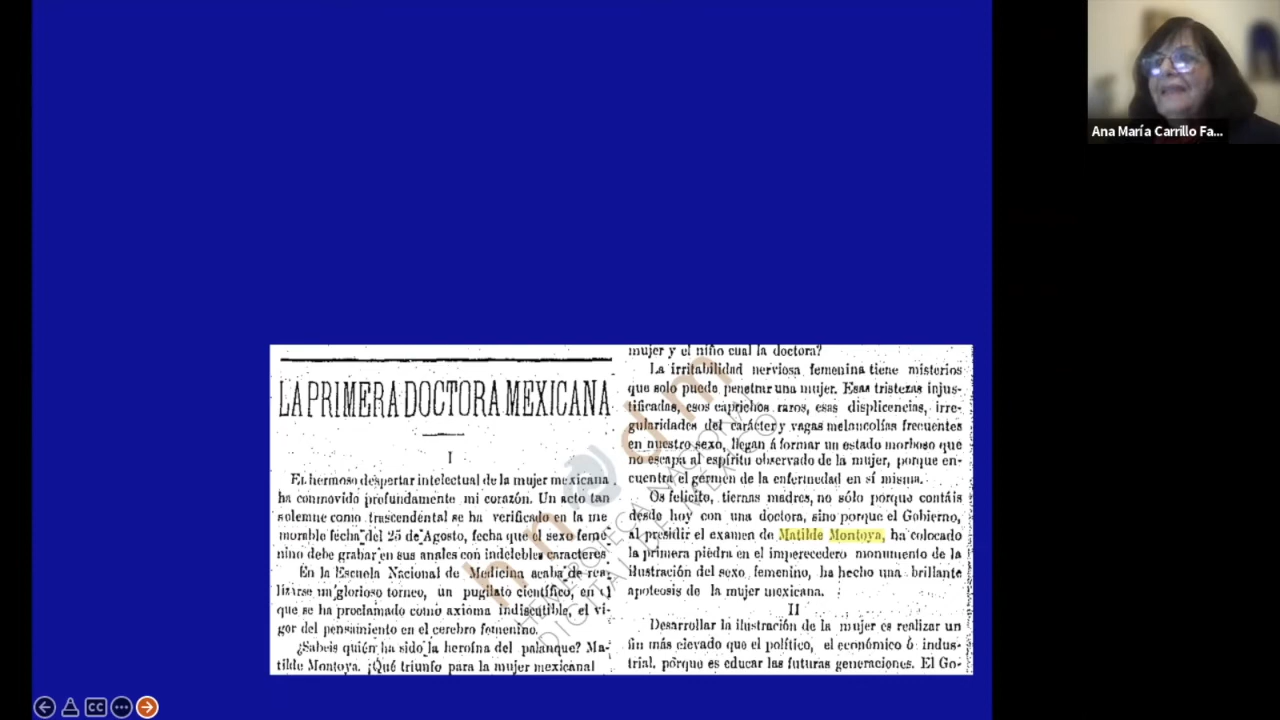 LA PRIMERA DOCTORA MEXICANA
I
EL hermoso despertar intelectual de la mujer mexicana
ha conmovido profundamente mi corazón. Un acto tan
solemne como trascendental se ha verificado en la me
morable fecha del 25 de Agosto, fecha que el sexo feme
nino debe grabar en sus anales con indelebles caracteres
En la Escuela Nacional de Medicina acaba de rea-
lizarse un glorioso torneo, un pugilato científico, en el
que se ha proclamado como axioma indiscutible, el vi-
gor del pensamiento en el cerebro femenino.
¿Sabeis quién ha sido la heroína del palanque? Ma-
tilde Montoya. ¡Qué triunfo para la mujer mexicana!
mujer y el niño cual la doctora?
La irritabilidad nerviosa femenina tiene misterios
que solo puede penetrar una mujer. Esas tristezas injus-
tificadas, esos caprichos raros, esas displicencias, irre-
gularidades del carácter y vagas melancolías frecuentes
en nuestro sexo, llegan á formar un estado morboso que
no escapa al espíritu observado de la mujer, porque en-
cuentra el gérmen de la enfermedad en sí misma.
Os felicito, tiernas madres, no sólo porque contáis
desde hoy con una doctora, sino porque el Gobierno,
al presidir el examen de Matilde Montoya, ha colocado
la primera piedra en el imperecedero monumento de la
ilustración del sexo femenino, ha hecho una brillante
apoteosis de la mujer mexicana.
II
Desarrollar la ilustración de la mujer es realizar un
fin más elevado que el político, el económico ó indus-
trial, porque es educar las futuras generaciones. El Go-
hn@dm
HEMEROTECA NACIONAL
DIGITAL DE MÉXICO
Ana María Carrillo Fa...
CC